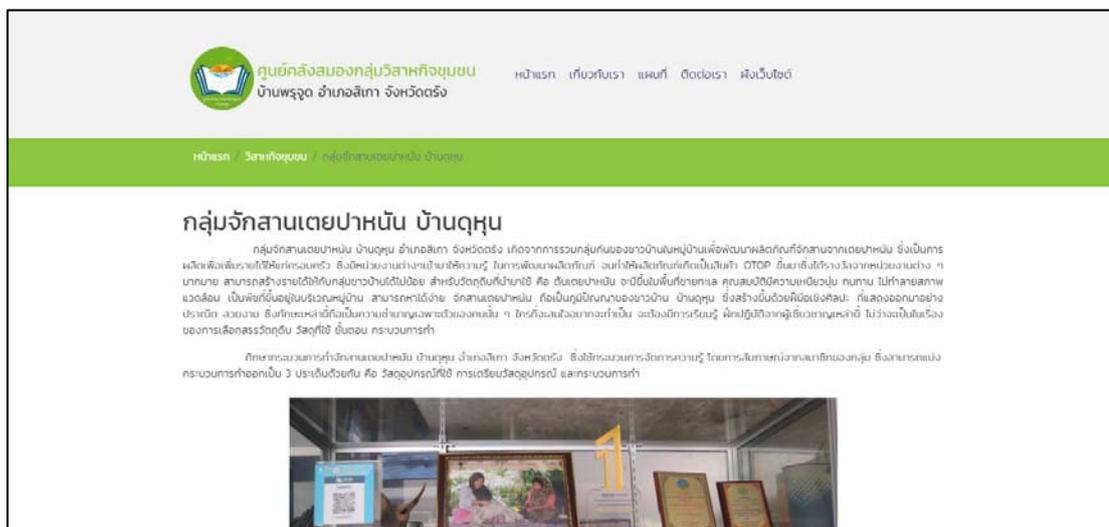 ศูนย์คลังสมองกลุ่มวิสาหกิจชุมชน
บ้านพรุจูด อำเภอสิเกา จังหวัดตรัง
หน้าแรก เกี่ยวกับเรา แผนที่ ติดต่อเรา ผังเว็บไซต์
หน้าแรก / วิสาหกิจชุมชน / กลุ่มจักสานเตยปาหนัน บ้านดุหุน
กลุ่มจักสานเตยปาหนัน บ้านดุหุน
กลุ่มจักสานเตยปาหนัน บ้านดุหุน อำเภอสิเกา จังหวัดตรัง เกิดจากการรวมกลุ่มกันของชาวบ้านในหมู่บ้านเพื่อพัฒนาผลิตภัณฑ์จักสานจากเตยปาหนัน ซึ่งเป็นการ
ผลิตเพื่อเพิ่มรายได้ให้แก่ครอบครัว ซึ่งมีหน่วยงานต่างๆเข้ามาให้ความรู้ ในการพัฒนาผลิตภัณฑ์ จนทำให้ผลิตภัณฑ์เกิดเป็นสินค้า OTOP ขึ้นมาซึ่งได้รางวัลจากหน่วยงานต่าง ๆ
มากมาย สามารถสร้างรายได้ให้กับกลุ่มชาวบ้านได้ไม่น้อย สำหรับวัตถุดิบที่นำมาใช้ คือ ต้นเตยปาหนัน จะมีขึ้นในพื้นที่ชายทะเล คุณสมบัติมีความเหนียวนุ่ม ทนทาน ไม่ทำลายสภาพ
แวดล้อม เป็นพืชที่ขึ้นอยู่ในบริเวณหมู่บ้าน สามารถหาได้ง่าย จักสานเตยปาหนัน ถือเป็นภูมิปัญญาของชาวบ้าน บ้านดุหุน ซึ่งสร้างขึ้นด้วยฝีมือเชิงศิลปะ ที่แสดงออกมาอย่าง
ปราณีต สวยงาม ซึ่งทักษะเหล่านี้ถือเป็นความชำนาญเฉพาะตัวของคนนั้น ๆ ใครที่จะสนใจอยากจะทำเป็น จะต้องมีการเรียนรู้ ฝึกปฏิบัติจากผู้เชี่ยวชาญเหล่านี้ ไม่ว่าจะเป็นในเรื่อง
ของการเลือกสรรวัตถุดิบ วัสดุที่ใช้ ขั้นตอน กระบวนการทำ
ศึกษากระบวนการทำจักสานเตยปาหนัน บ้านดุหุน อำเภอสิเกา จังหวัดตรัง ซึ่งใช้กระบวนการจัดการความรู้ โดยการสัมภาษณ์จากสมาชิกของกลุ่ม ซึ่งสามารถแบ่ง
กระบวนการทำออกเป็น 3 ประเด็นด้วยกัน คือ วัสดุอุปกรณ์ที่ใช้ การเตรียมวัสดุอุปกรณ์ และกระบวนการทำ